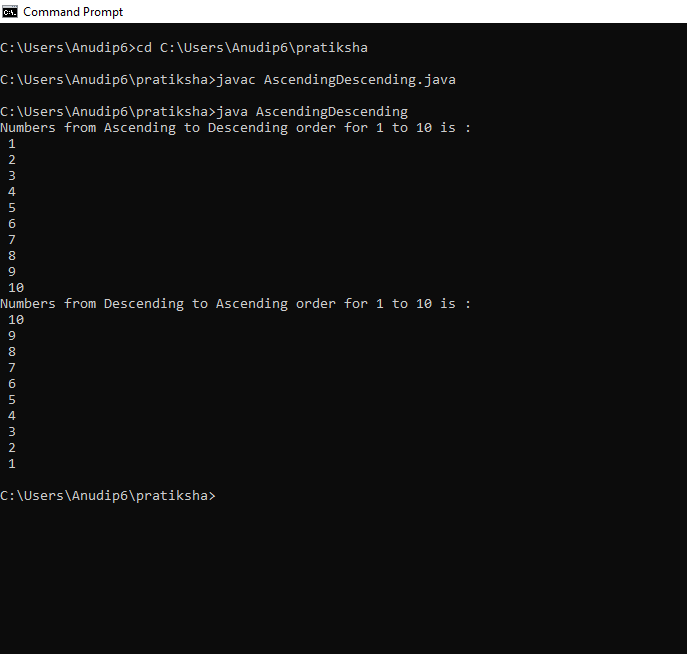 Command Prompt
C:\Users\Anudip6>cd C:\Users\Anudip6\pratiksha
C:\Users\Anudip6\pratiksha>javac AscendingDescending.java
C:\Users\Anudip6\pratiksha>java AscendingDescending
Numbers from Ascending to Descending order for 1 to 10 is :
1
2
3
4
5
6
7
8
9
10
Numbers from Descending to Ascending order for 1 to 10 is :
10
9
8
7
6
5
4
3
2
1
C:\Users\Anudip6\pratiksha>